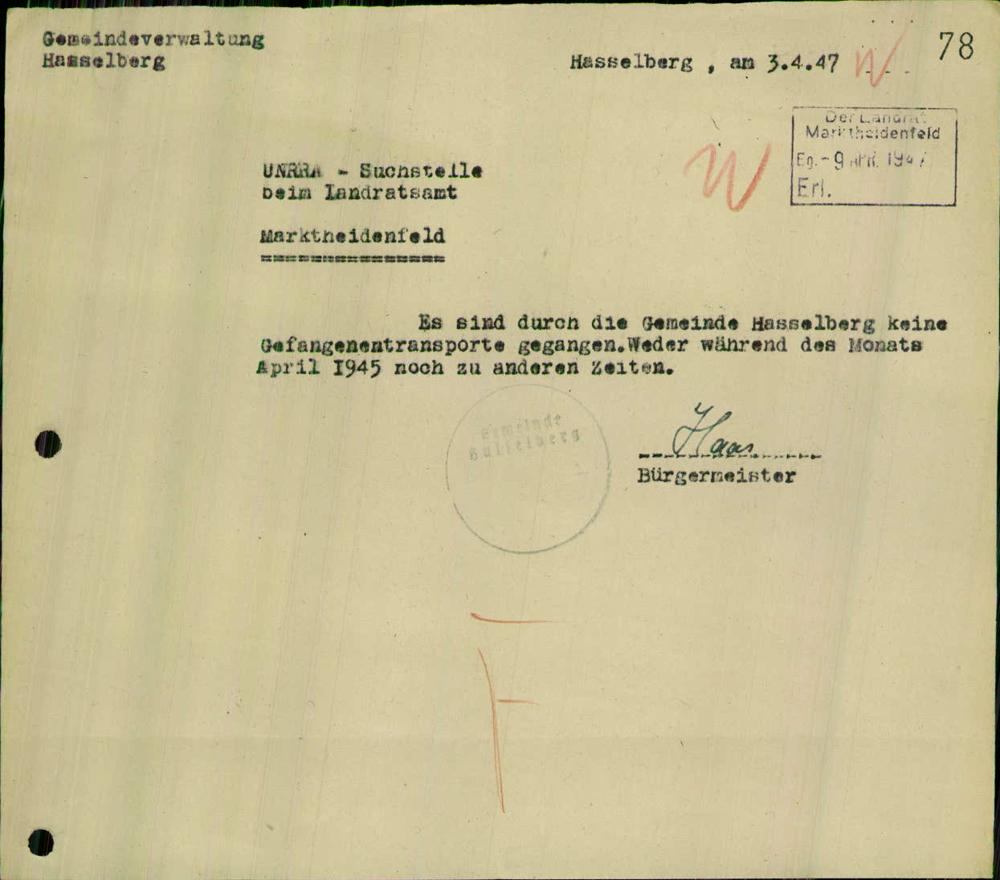 Gemeindeverwaltung
Hasselberg
Hasselberg , am 3.4.47
78
W
W
Der Landrat
Marktheidenfeld
Eg. - 9 APR. 1947
Erl.
UNRRA - Suchstelle
beim Landratsamt
Marktheidenfeld
================
Es sind durch die Gemeinde Hasselberg keine
Gefangenentransporte gegangen.Weder während des Monats
April 1945 noch zu anderen Zeiten.
Gemeinde
Haas
Bürgermeister